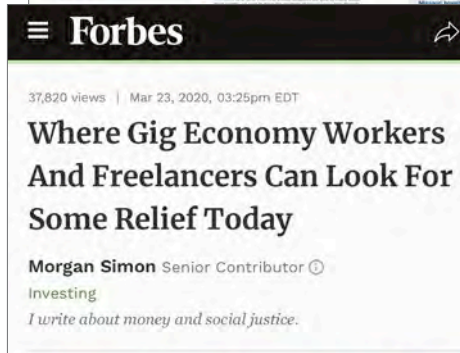 Forbes
37,820 views | Mar 23, 2020, 03:25pm EDT
Where Gig Economy Workers
And Freelancers Can Look For
Some Relief Today
Morgan Simon Senior Contributor
Investing
I write about money and social justice.